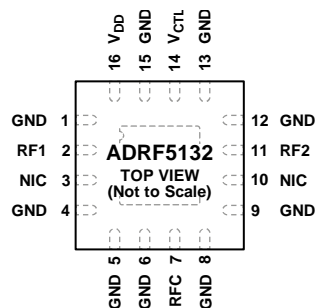 16 VDD
15 GND
14 VCTL
13 GND
GND 1
RF1 2
NIC 3
GND 4
ADRF5132
TOP VIEW
(Not to Scale)
12 GND
11 RF2
10 NIC
9 GND
GND 5
GND 6
RFC 7
GND 8